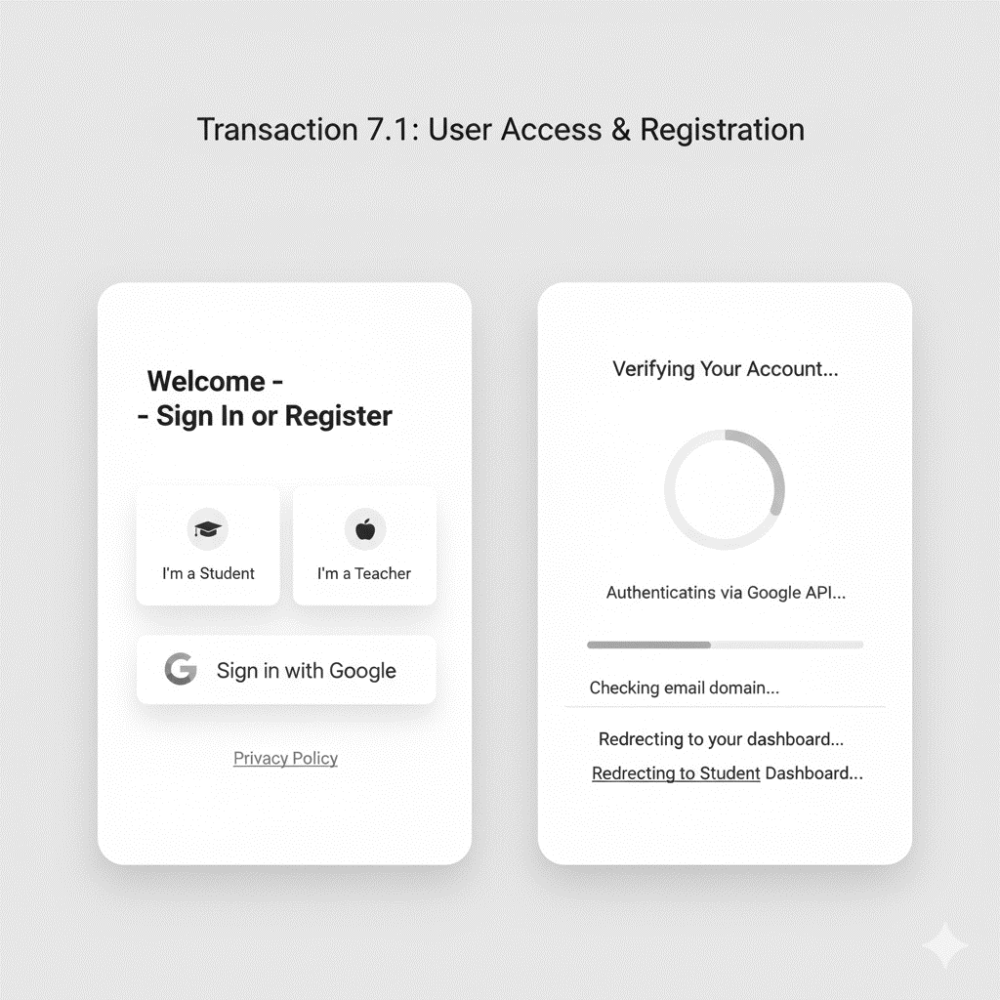 Transaction 7.1: User Access & Registration
Welcome -
- Sign In or Register
I'm a Student
I'm a Teacher
G Sign in with Google
Privacy Policy
Verifying Your Account...
Authenticatins via Google API...
Checking email domain...
Redrecting to your dashboard...
Redrecting to Student Dashboard...